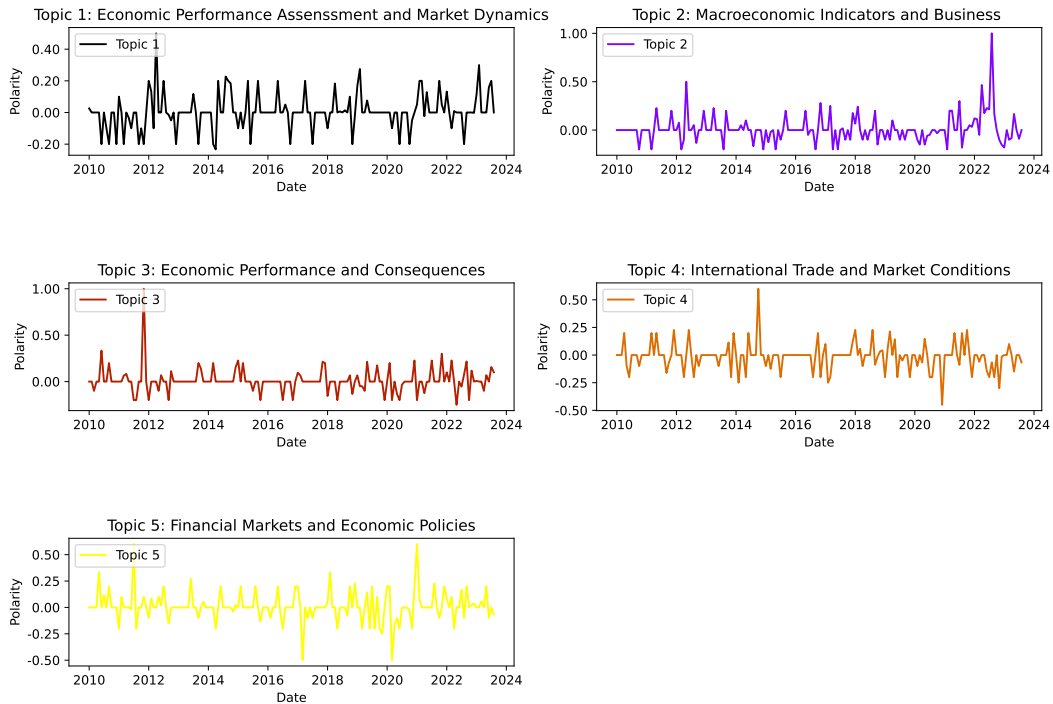 Topic 1: Economic Performance Assenssment and Market Dynamics
Topic 1
0.40
0.20
0.00
-0.20
Polarity
2010 2012 2014 2016 2018 2020 2022 2024
Date
Topic 2: Macroeconomic Indicators and Business
Topic 2
1.00
0.50
0.00
Polarity
2010 2012 2014 2016 2018 2020 2022 2024
Date
Topic 3: Economic Performance and Consequences
Topic 3
1.00
0.50
0.00
Polarity
2010 2012 2014 2016 2018 2020 2022 2024
Date
Topic 4: International Trade and Market Conditions
Topic 4
0.50
0.25
0.00
-0.25
-0.50
Polarity
2010 2012 2014 2016 2018 2020 2022 2024
Date
Topic 5: Financial Markets and Economic Policies
Topic 5
0.50
0.25
0.00
-0.25
-0.50
Polarity
2010 2012 2014 2016 2018 2020 2022 2024
Date